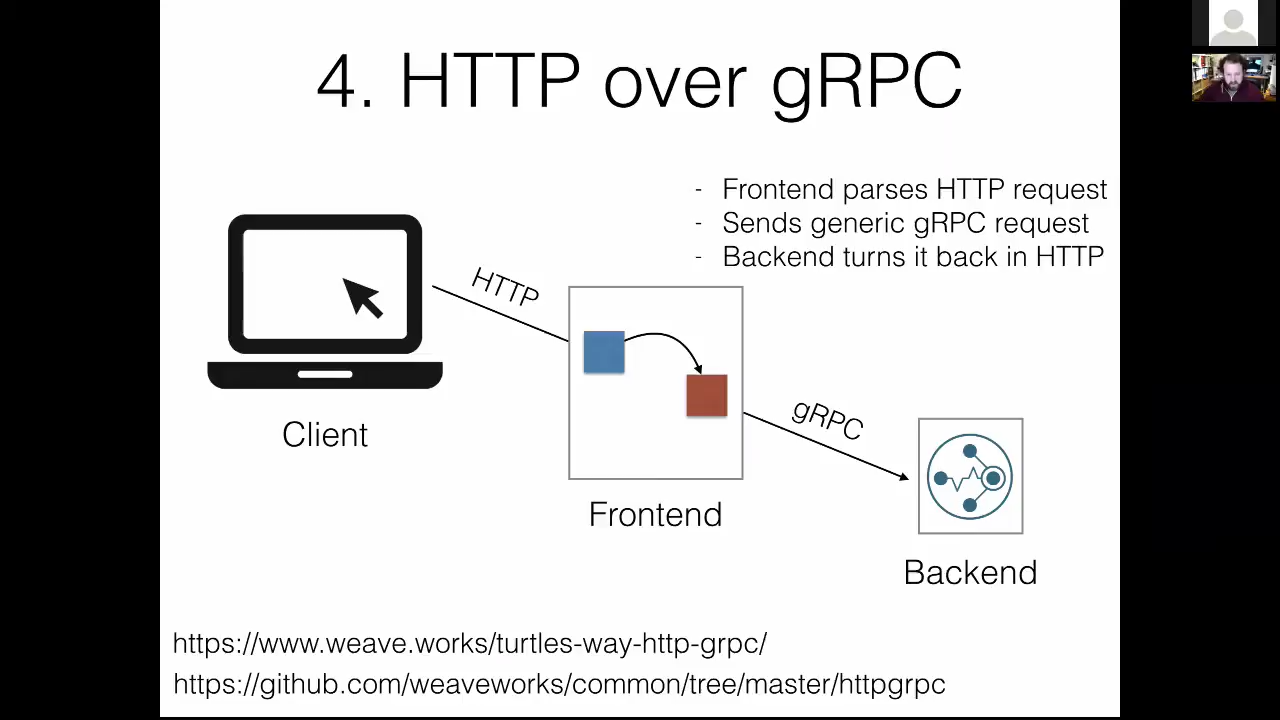 4. HTTP over gRPC
- Frontend parses HTTP request
- Sends generic gRPC request
- Backend turns it back in HTTP
HTTP
gRPC
Client
Frontend
Backend
https://www.weave.works/turtles-way-http-grpc/
https://github.com/weaveworks/common/tree/master/httpgrpc